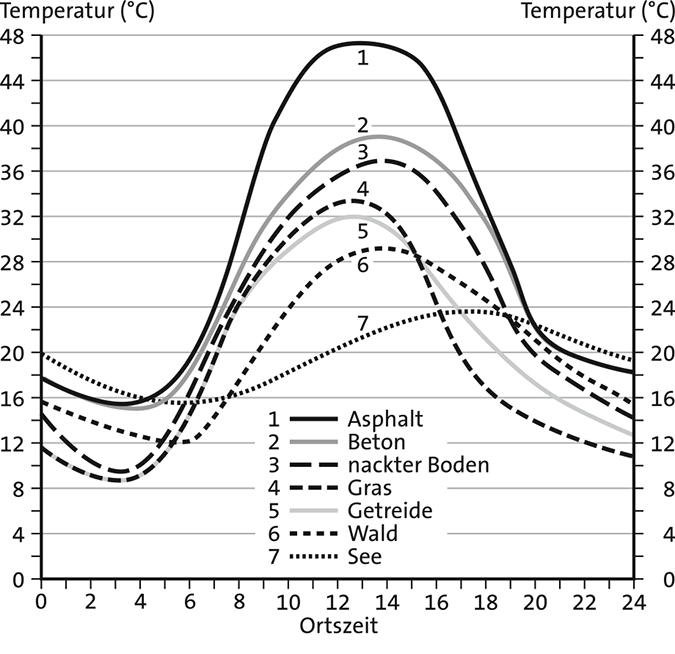 Temperatur (°C) Temperatur (°C)
48 48
44 44
40 40
36 36
32 32
28 28
24 24
20 20
16 16
12 12
8 8
4 4
0 0
1
2
3
4
5
6
7
1 Asphalt
2 Beton
3 nackter Boden
4 Gras
5 Getreide
6 Wald
7 See
0 2 4 6 8 10 12 14 16 18 20 22 24
Ortszeit